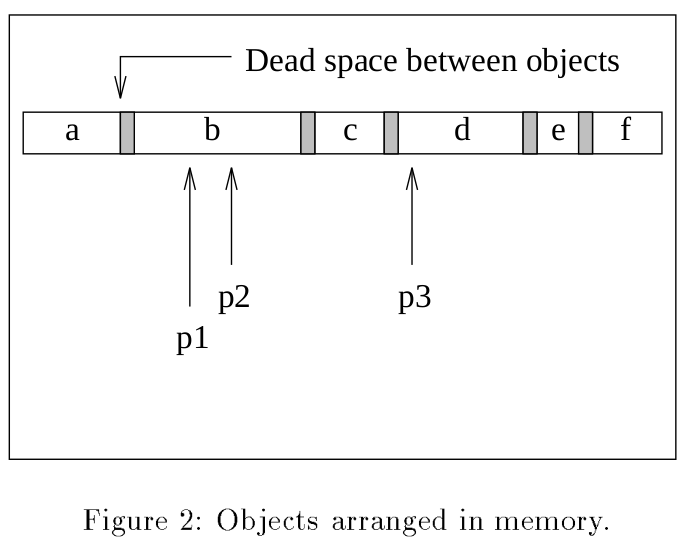 Dead space between objects
a b c d e f
p2 p3
p1
Figure 2: Objects arranged in memory.